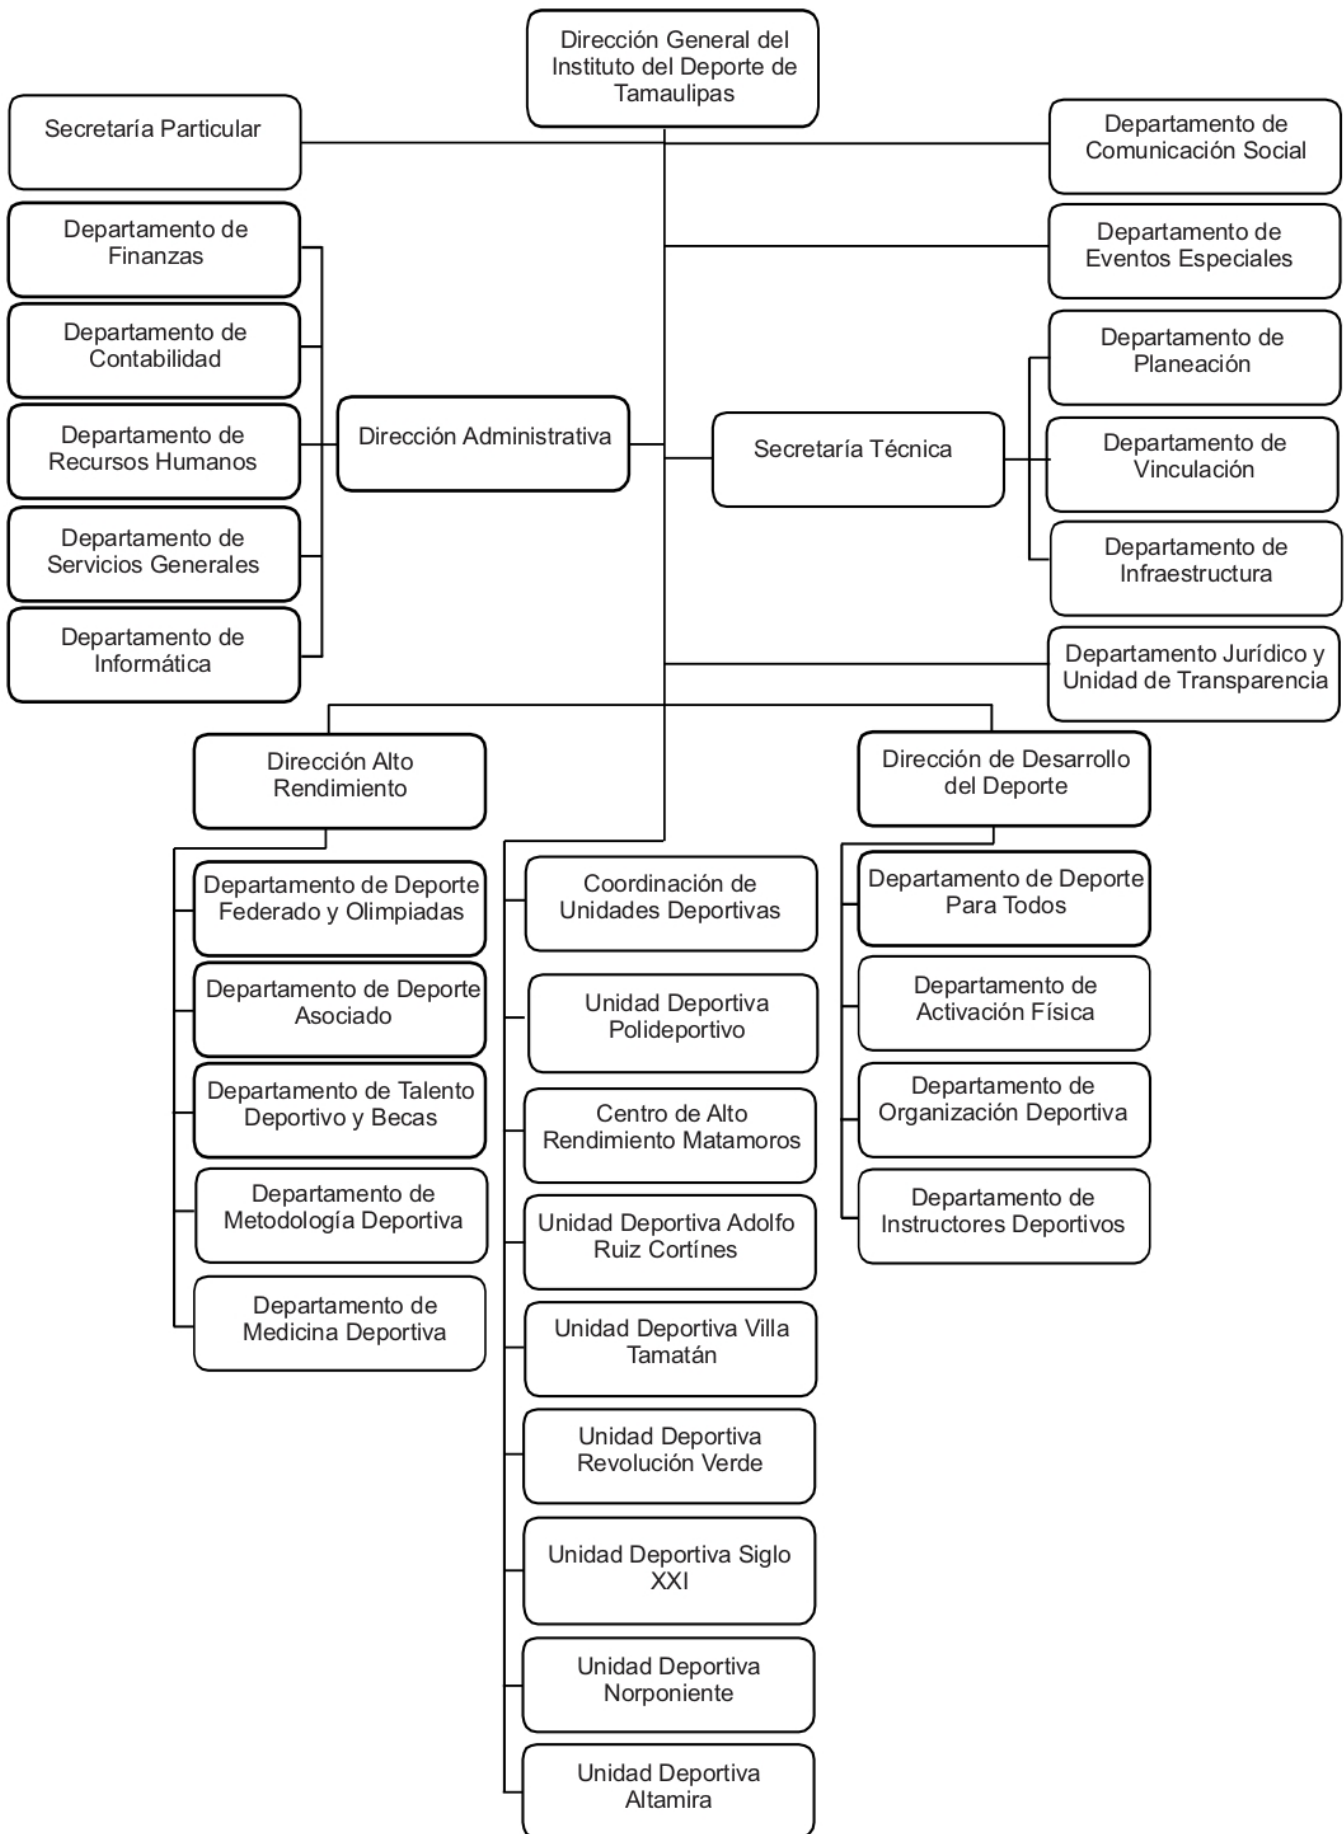 Dirección General del
Instituto del Deporte de
Tamaulipas
Secretaría Particular
Departamento de
Comunicación Social
Departamento de
Finanzas
Departamento de
Eventos Especiales
Departamento de
Contabilidad
Departamento de
Planeación
Departamento de
Recursos Humanos
Dirección Administrativa
Secretaría Técnica
Departamento de
Vinculación
Departamento de
Servicios Generales
Departamento de
Infraestructura
Departamento de
Informática
Departamento Jurídico y
Unidad de Transparencia
Dirección Alto
Rendimiento
Dirección de Desarrollo
del Deporte
Departamento de Deporte
Federado y Olimpiadas
Departamento de Deporte
Asociado
Departamento de Talento
Deportivo y Becas
Departamento de
Metodología Deportiva
Departamento de
Medicina Deportiva
Coordinación de
Unidades Deportivas
Unidad Deportiva
Polideportivo
Centro de Alto
Rendimiento Matamoros
Unidad Deportiva Adolfo
Ruiz Cortínes
Unidad Deportiva Villa
Tamatán
Unidad Deportiva
Revolución Verde
Unidad Deportiva Siglo
XXI
Unidad Deportiva
Norponiente
Unidad Deportiva
Altamira
Departamento de Deporte
Para Todos
Departamento de
Activación Física
Departamento de
Organización Deportiva
Departamento de
Instructores Deportivos